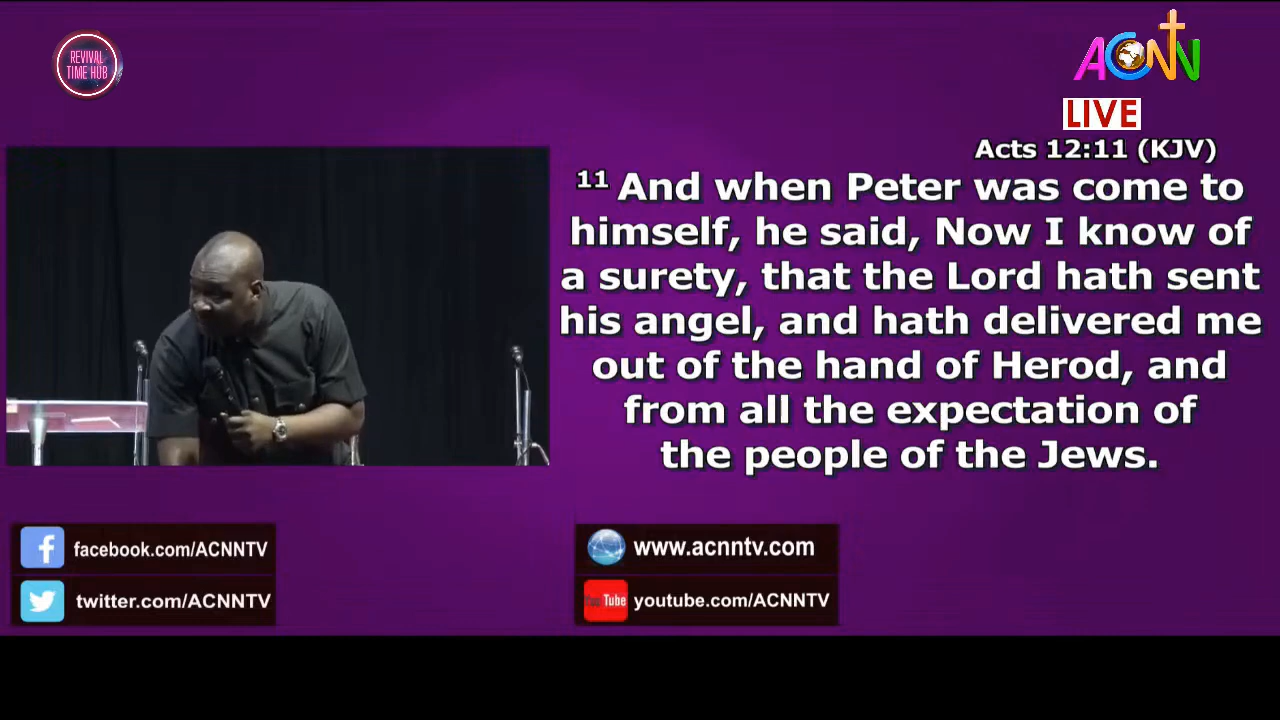 REVIVAL
TIME HUB
ACNN
LIVE
Acts 12:11 (KJV)
11 And when Peter was come to
himself, he said, Now I know of
a surety, that the Lord hath sent
his angel, and hath delivered me
out of the hand of Herod, and
from all the expectation of
the people of the Jews.
facebook.com/ACNNTV
www.acnntv.com
twitter.com/ACNNTV
YouTube
youtube.com/ACNNTV